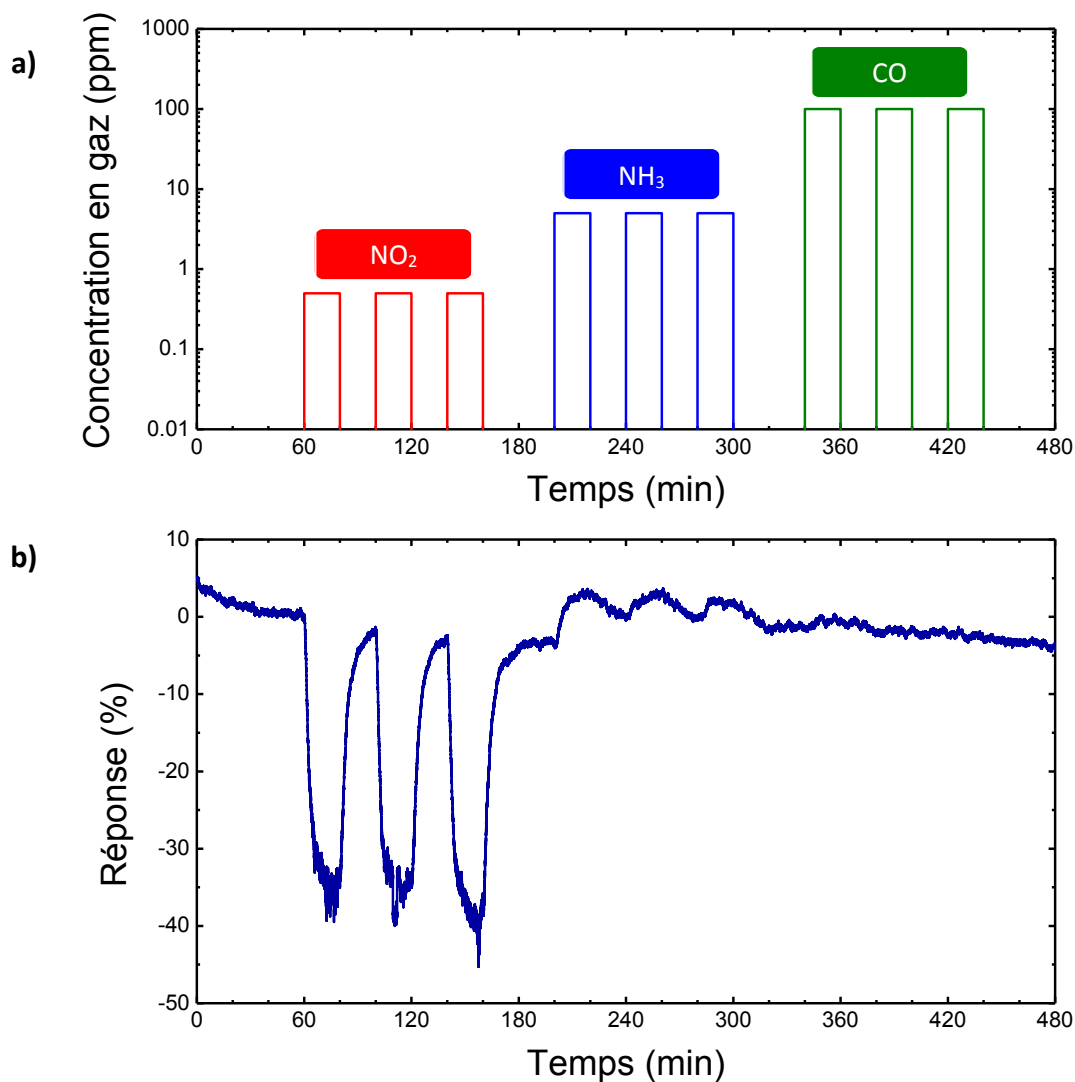 a)
Concentration en gaz (ppm)
1000
100
10
1
0.1
0.01
CO
NH₃
NO₂
0 60 120 180 240 300 360 420 480
Temps (min)
b)
Réponse (%)
10
0
-10
-20
-30
-40
-50
0 60 120 180 240 300 360 420 480
Temps (min)